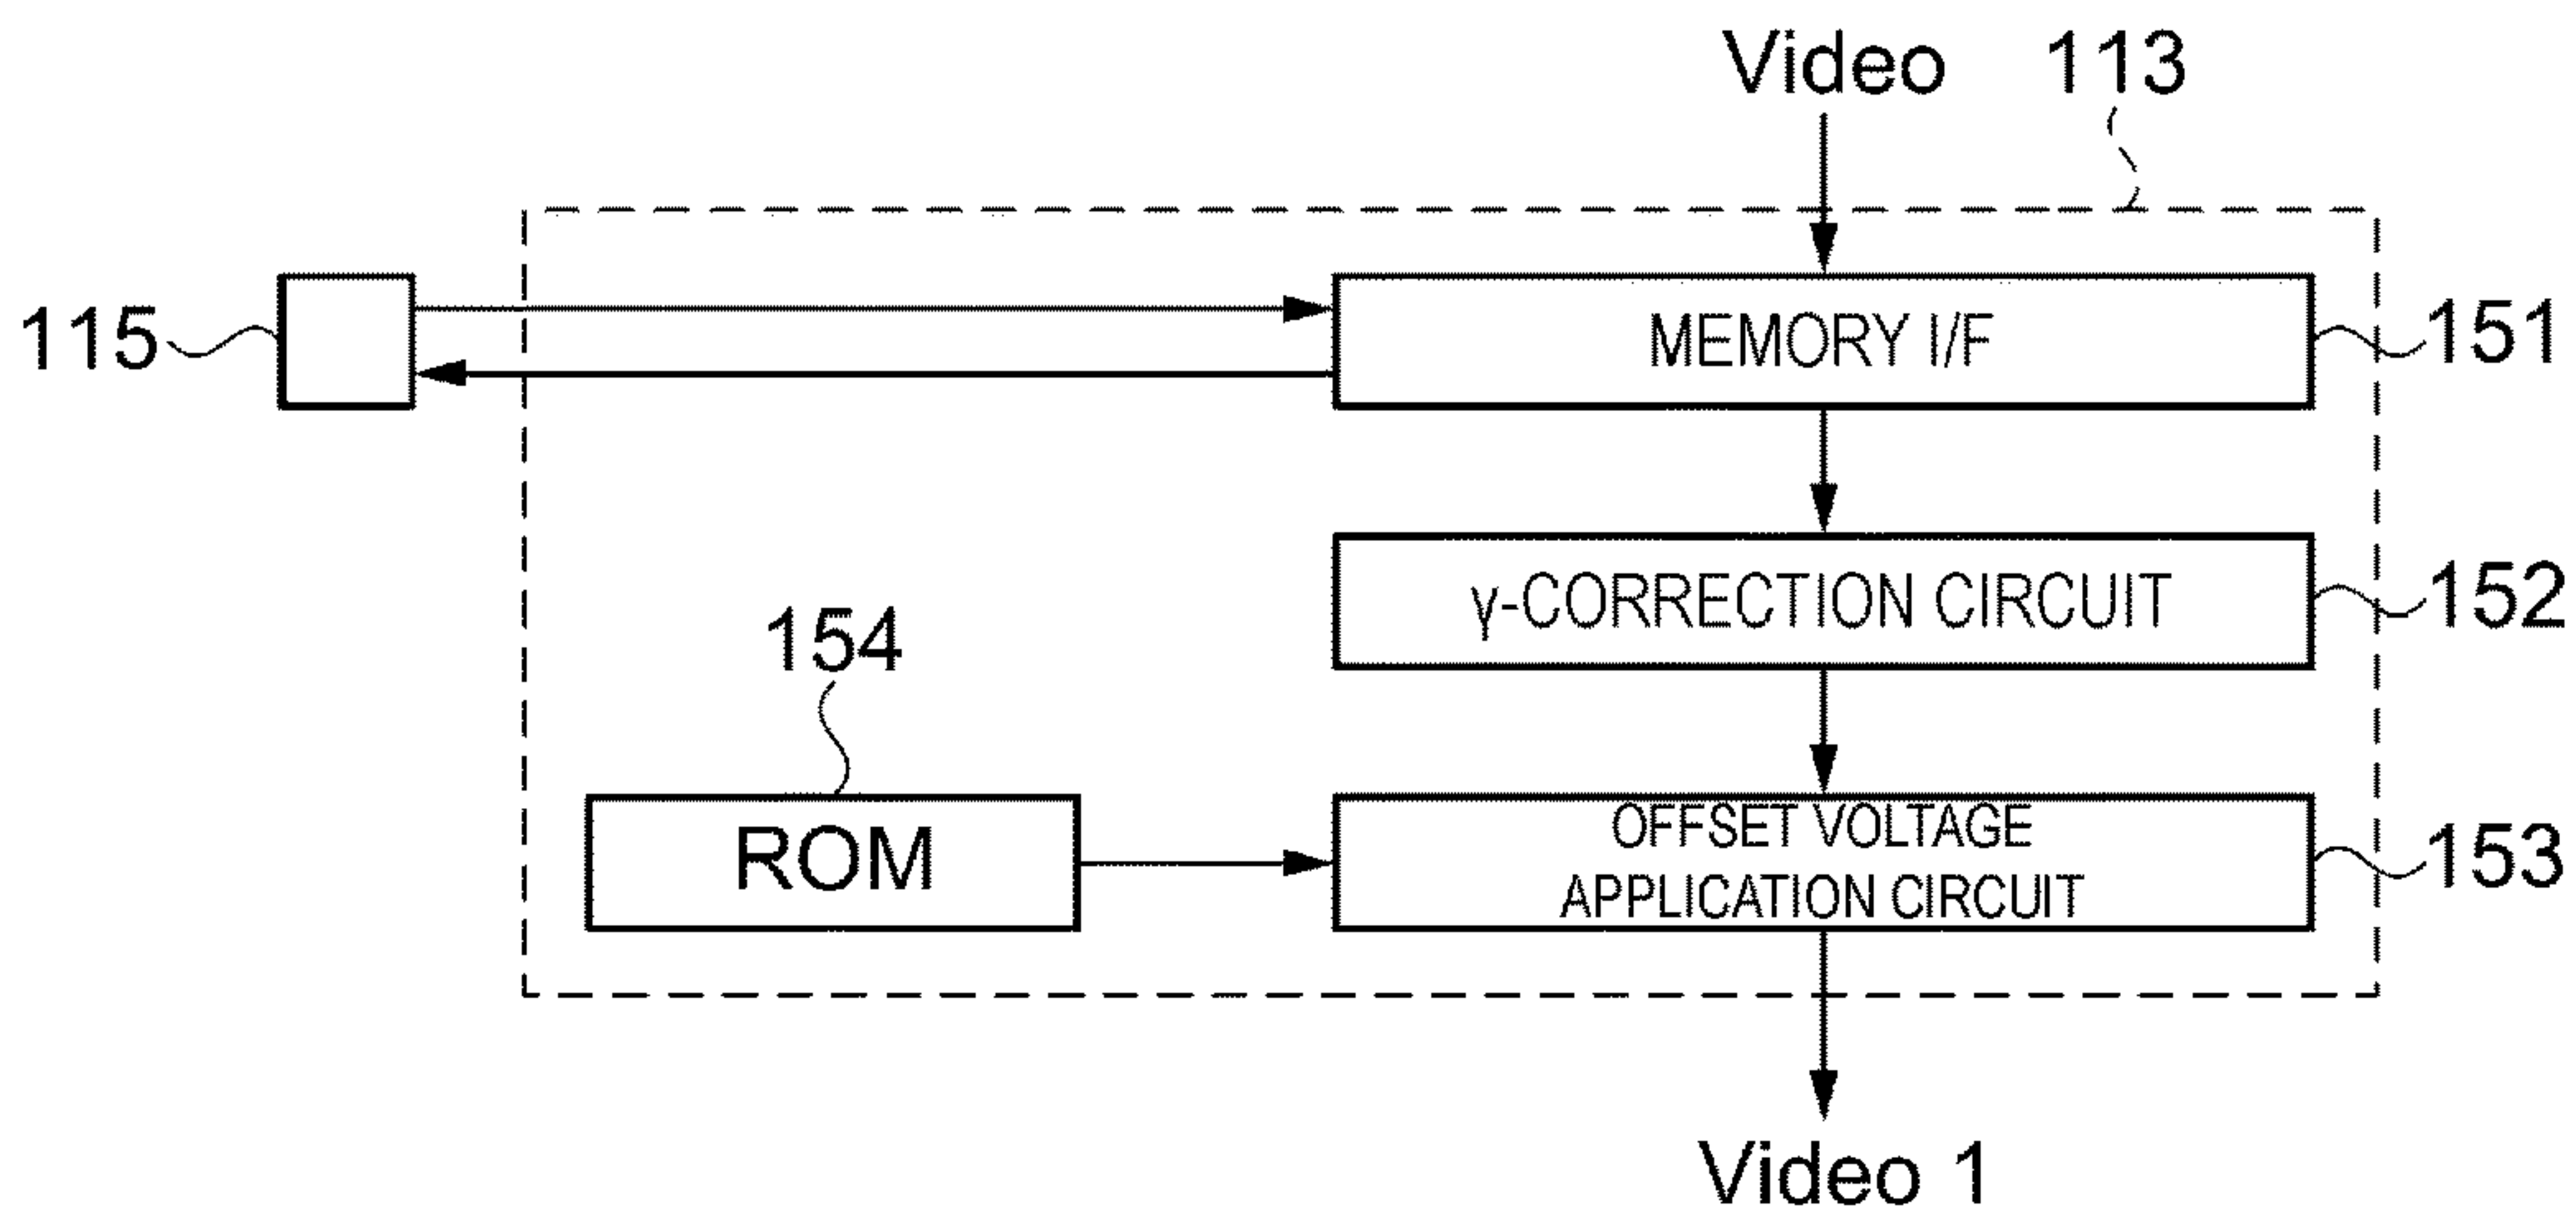 Video 113
115
MEMORY I/F
151
γ-CORRECTION CIRCUIT
152
154
ROM
OFFSET VOLTAGE
APPLICATION CIRCUIT
153
Video 1